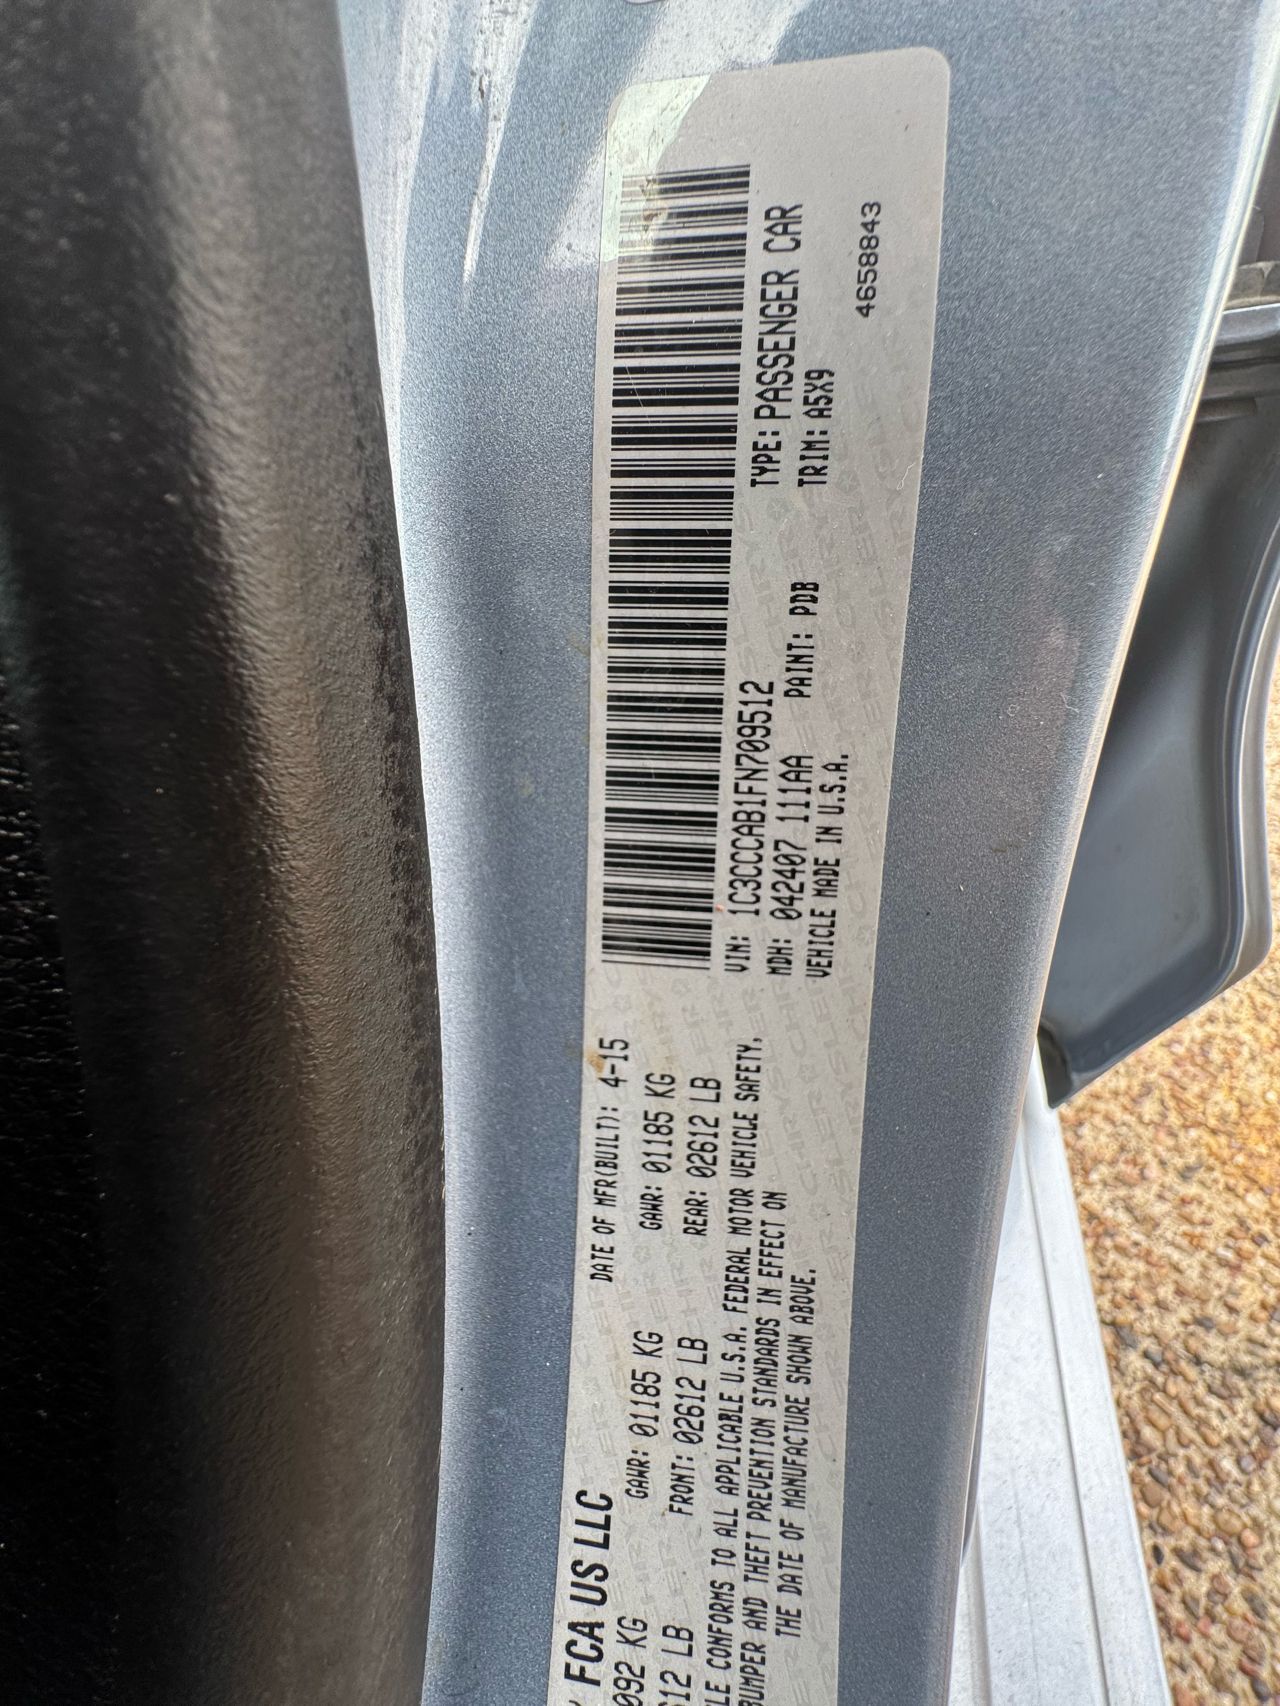 FCA US LLC
DATE OF MFR(BUILT): 4-15
092 KG
GAWR: 01185 KG
GAWR: 01185 KG
612 LB
FRONT: 02612 LB
REAR: 02612 LB
LE CONFORMS TO ALL APPLICABLE U.S.A. FEDERAL MOTOR VEHICLE SAFETY,
BUMPER AND THEFT PREVENTION STANDARDS IN EFFECT ON
THE DATE OF MANUFACTURE SHOWN ABOVE.
VIN: 1C3CCCAB1FN709512
TYPE: PASSENGER CAR
MDH: 042407 111AA
PAINT: PDB
TRIM: A5X9
VEHICLE MADE IN U.S.A.
4658843